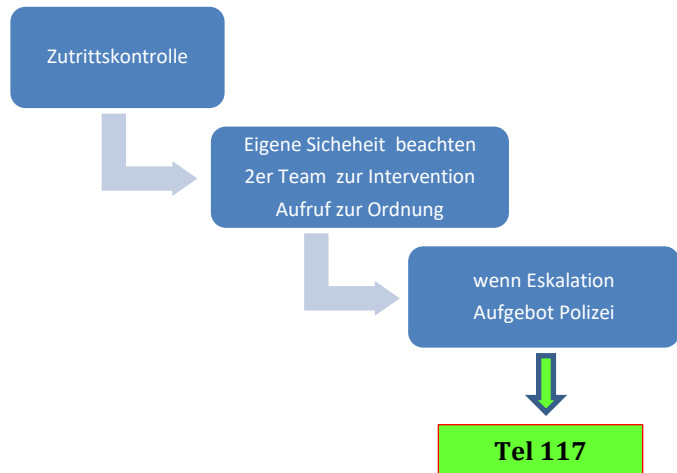 Zutrittskontrolle
Eigene Sicheheit beachten
2er Team zur Intervention
Aufruf zur Ordnung
wenn Eskalation
Aufgebot Polizei
Tel 117